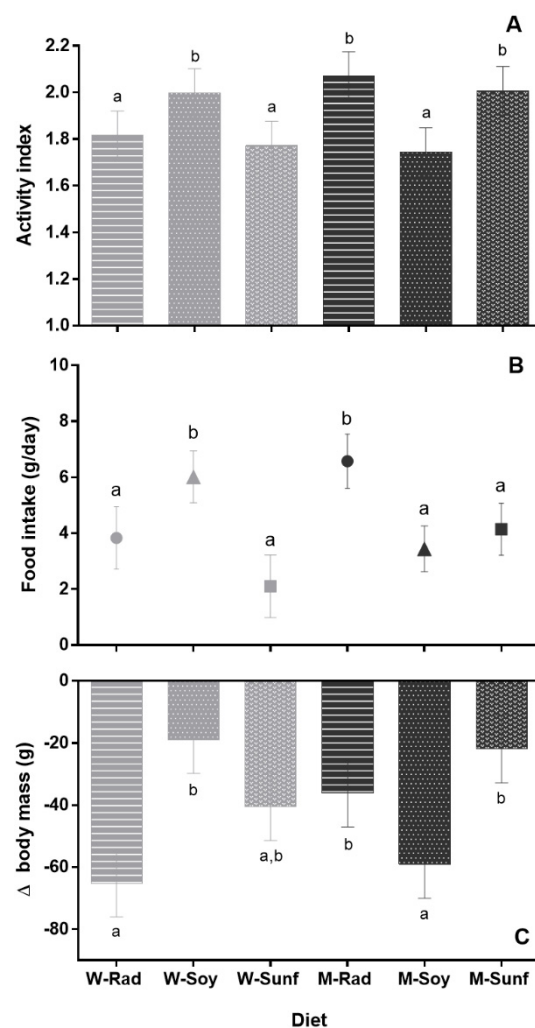 A
2.2
2.0
1.8
1.6
1.4
1.2
1.0
Activity index
a
b
a
b
a
b
B
10
8
6
4
2
0
Food intake (g/day)
a
b
a
b
a
a
0
-20
-40
-60
-80
Δ body mass (g)
a
b
a,b
b
a
b
C
W-Rad W-Soy W-Sunf M-Rad M-Soy M-Sunf
Diet